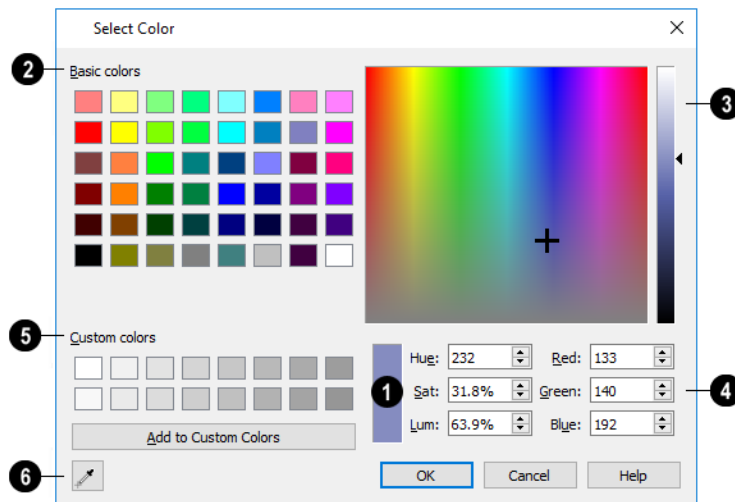 Select Color
2
Basic colors
3
5
Custom colors
1
Hue: 232
Red: 133
Sat: 31.8%
Green: 140
4
Lum: 63.9%
Blue: 192
Add to Custom Colors
6
OK
Cancel
Help